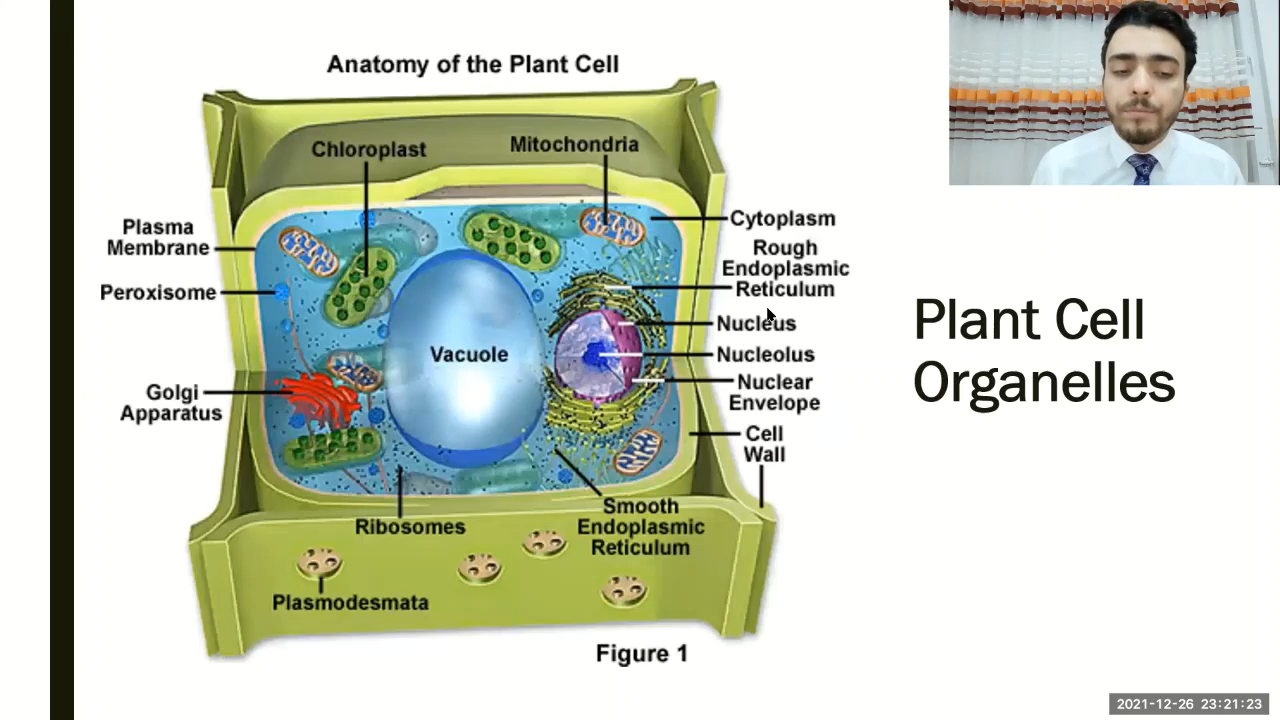 Anatomy of the Plant Cell
Chloroplast
Mitochondria
Plasma
Membrane
Peroxisome
Golgi
Apparatus
Vacuole
Cytoplasm
Rough
Endoplasmic
Reticulum
Nucleus
Nucleolus
Nuclear
Envelope
Cell
Wall
Ribosomes
Smooth
Endoplasmic
Reticulum
Plasmodesmata
Figure 1
Plant Cell
Organelles
2021-12-26 23:21:23